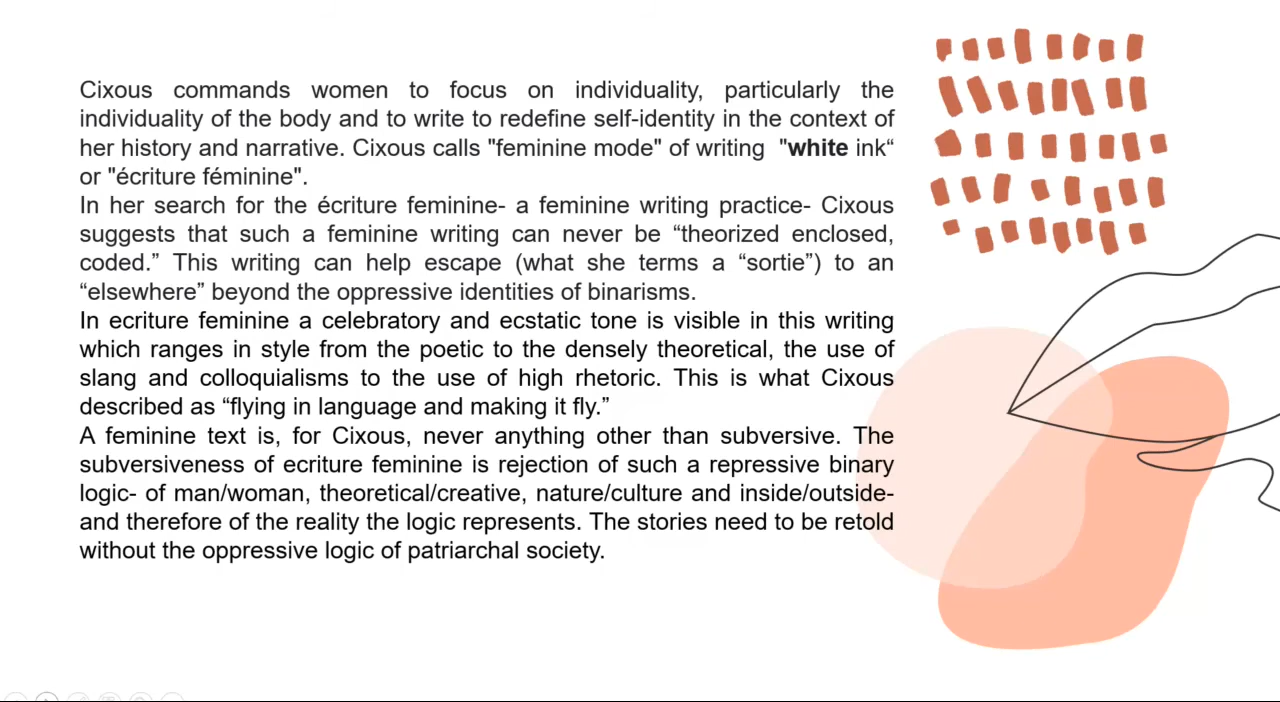 Cixous commands women to focus on individuality, particularly the
individuality of the body and to write to redefine self-identity in the context of
her history and narrative. Cixous calls "feminine mode" of writing "white ink“
or "écriture féminine".
In her search for the écriture feminine- a feminine writing practice- Cixous
suggests that such a feminine writing can never be “theorized enclosed,
coded.” This writing can help escape (what she terms a “sortie”) to an
“elsewhere” beyond the oppressive identities of binarisms.
In ecriture feminine a celebratory and ecstatic tone is visible in this writing
which ranges in style from the poetic to the densely theoretical, the use of
slang and colloquialisms to the use of high rhetoric. This is what Cixous
described as “flying in language and making it fly.”
A feminine text is, for Cixous, never anything other than subversive. The
subversiveness of ecriture feminine is rejection of such a repressive binary
logic- of man/woman, theoretical/creative, nature/culture and inside/outside-
and therefore of the reality the logic represents. The stories need to be retold
without the oppressive logic of patriarchal society.